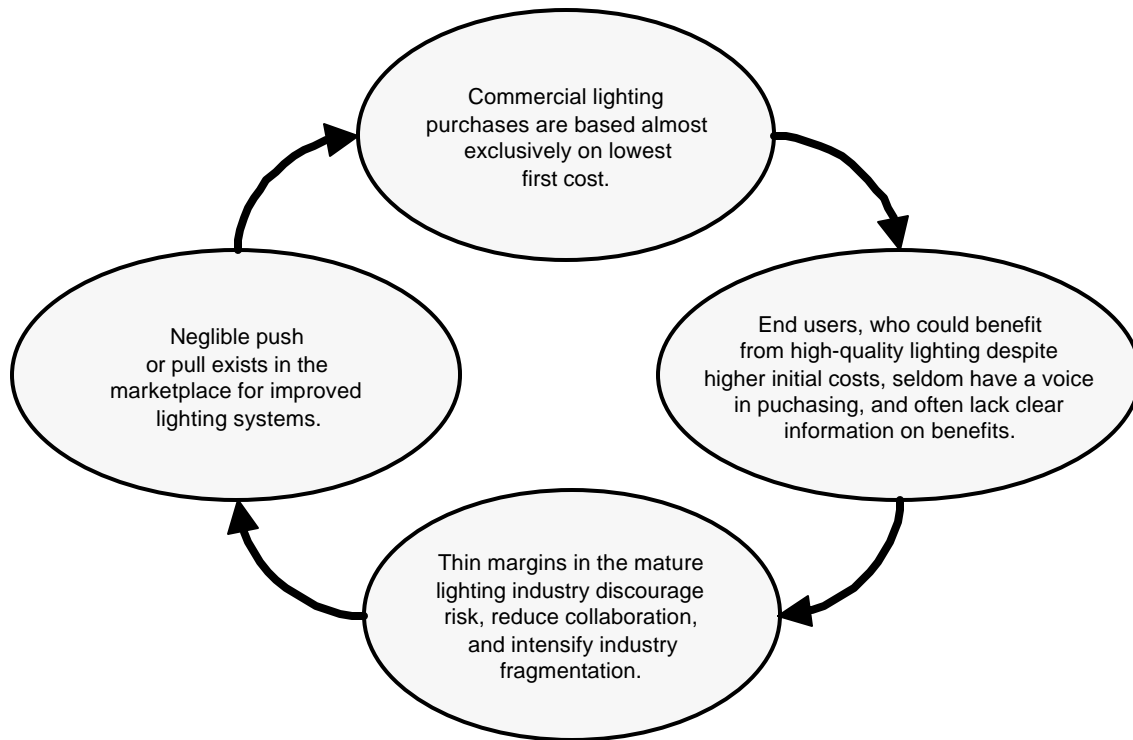 Commercial lighting
purchases are based almost
exclusively on lowest
first cost.
End users, who could benefit
from high-quality lighting despite
higher initial costs, seldom have a voice
in puchasing, and often lack clear
information on benefits.
Thin margins in the mature
lighting industry discourage
risk, reduce collaboration,
and intensify industry
fragmentation.
Neglible push
or pull exists in the
marketplace for improved
lighting systems.